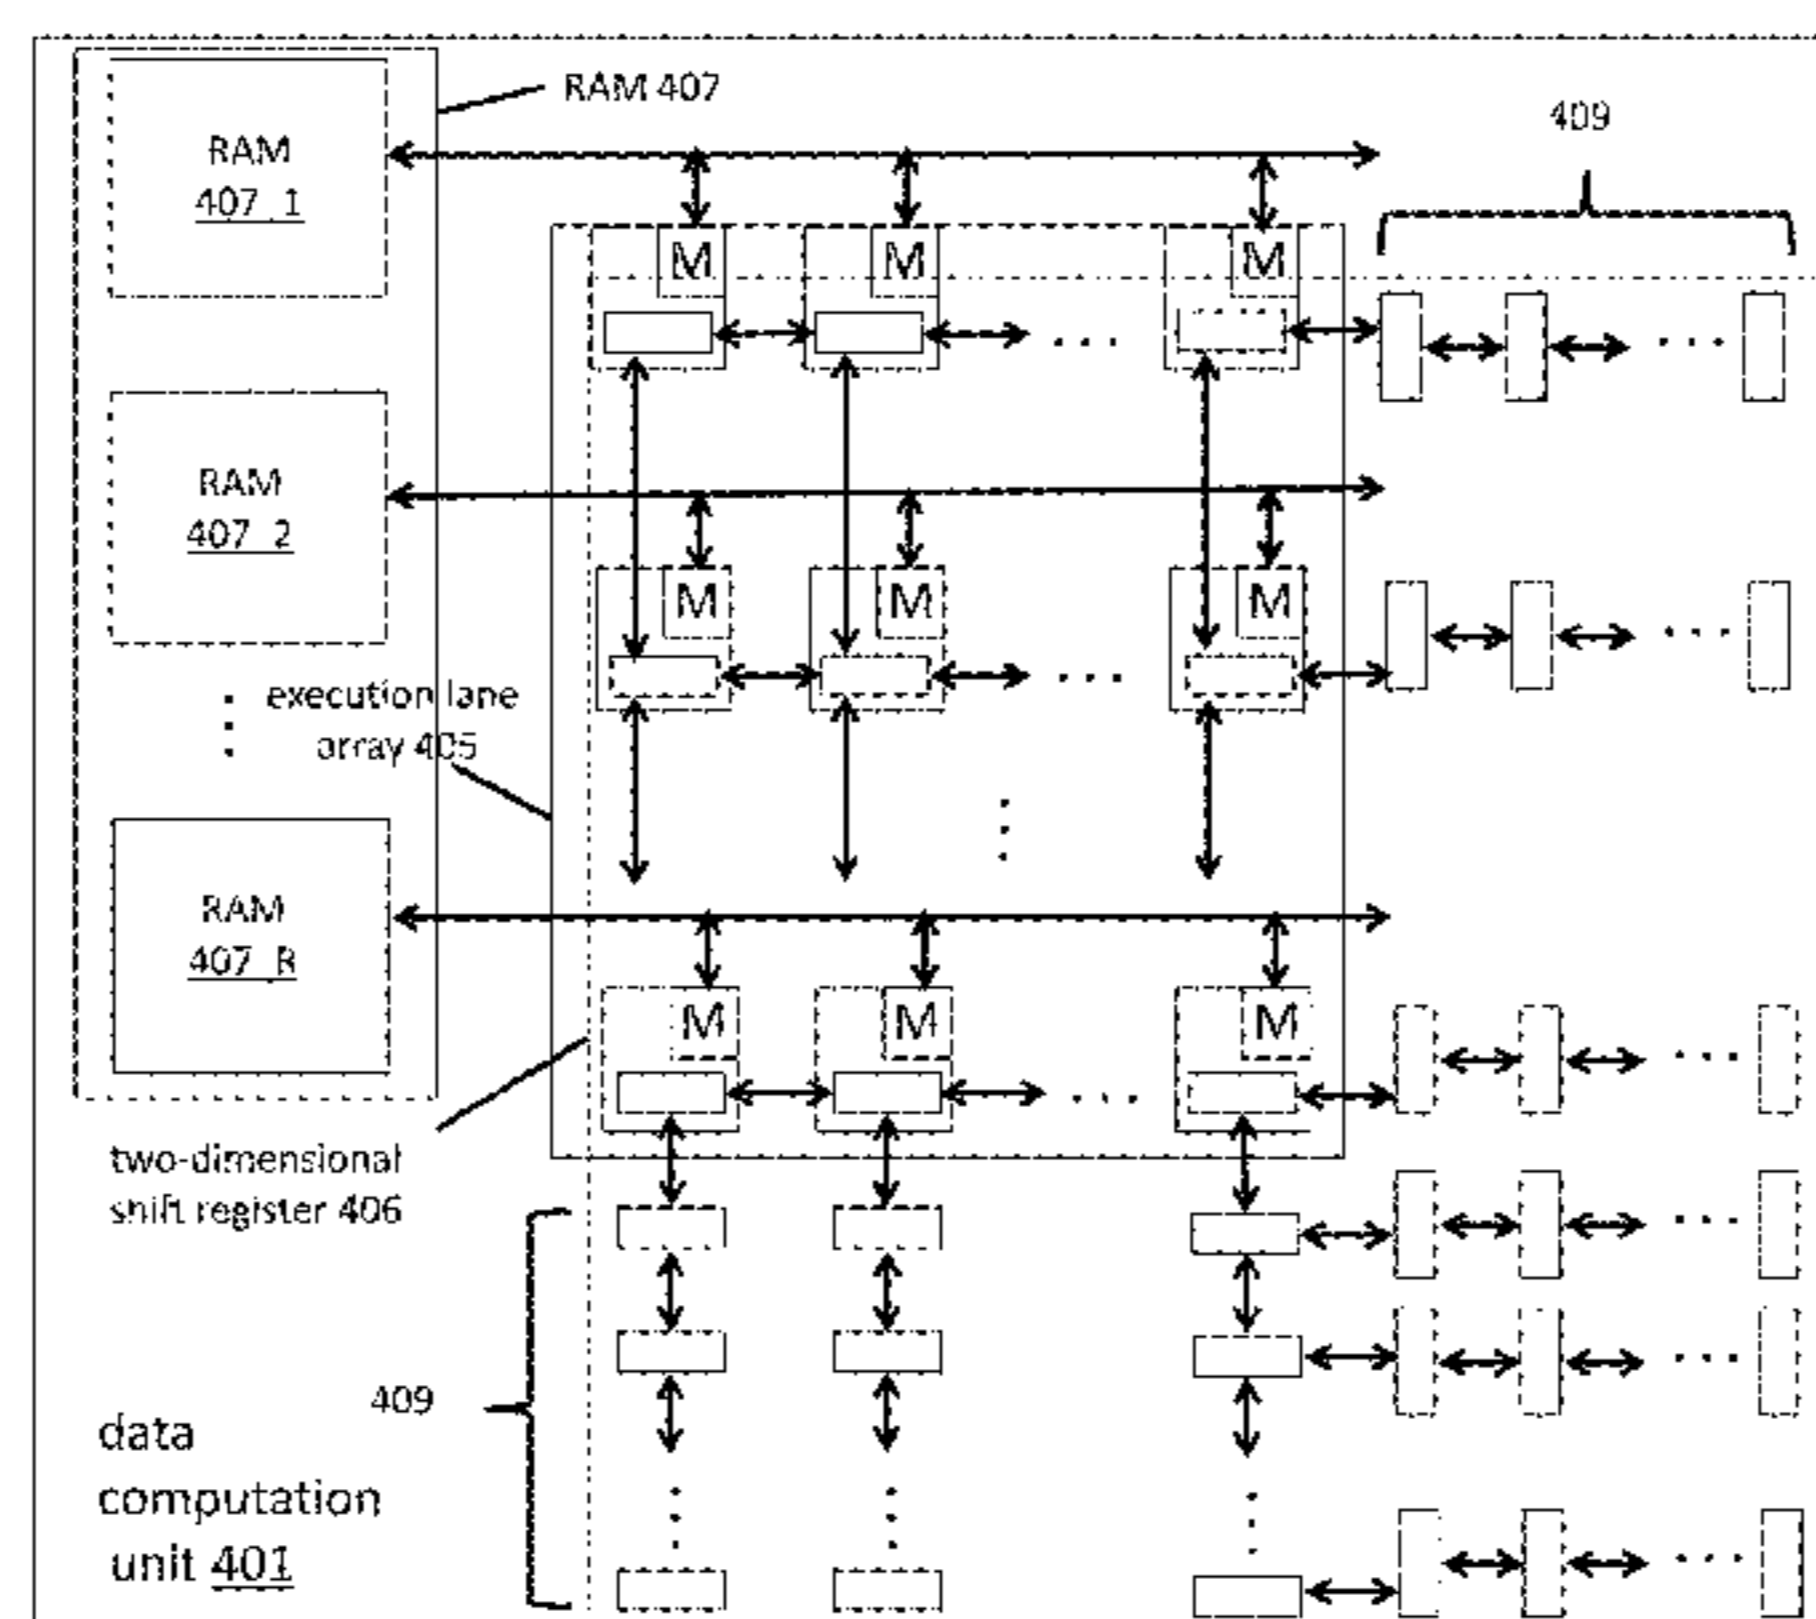 RAM 407
409
RAM
407_1
M M M
RAM
407_2
M M M
execution lane
array 405
RAM
407_R
M M M
two-dimensional
shift register 406
409
data
computation
unit 401